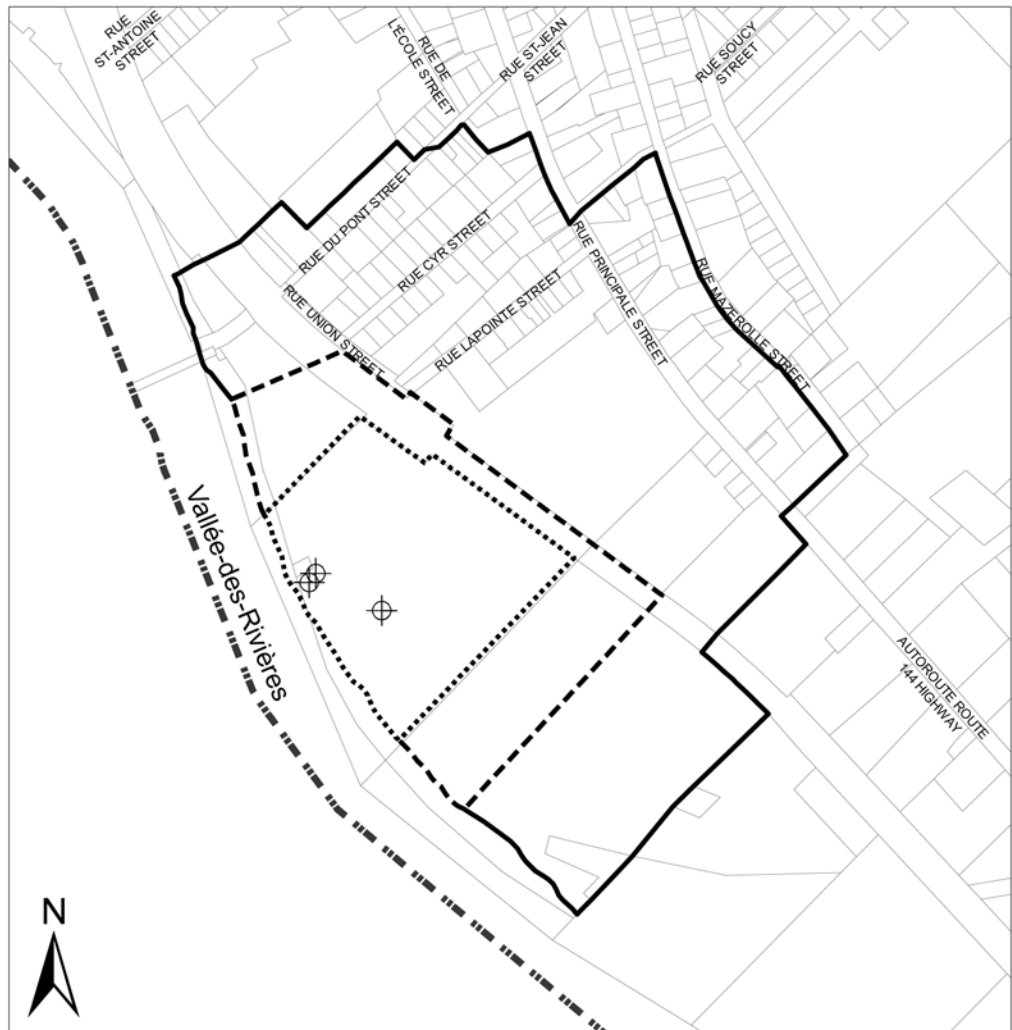 RUE
ST-ANTOINE
STREET
RUE DE
L'ÉCOLE STREET
RUE ST-JEAN
STREET
RUE SOUCY
STREET
RUE DU PONT STREET
RUE CYR STREET
RUE UNION STREET
RUE LAPOINTE STREET
RUE PRINCIPALE STREET
RUE MAZEROLLE STREET
Vallée-des-Rivières
AUTOROUTE ROUTE
144 HIGHWAY
N